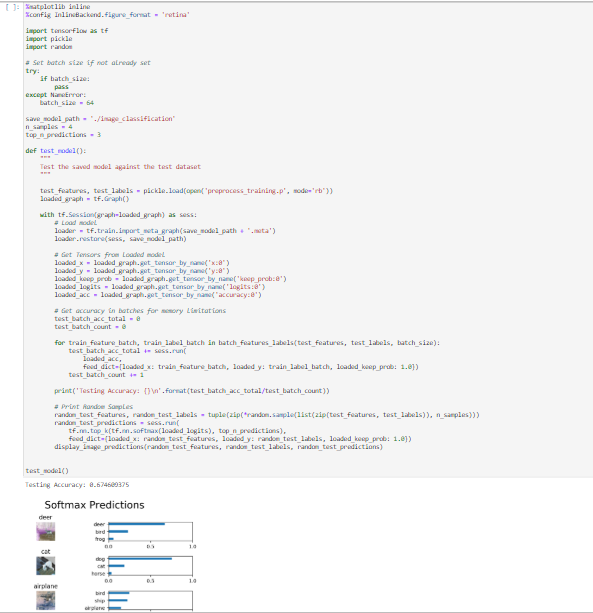 [ ]: %matplotlib inline
%config InlineBackend.figure_format = 'retina'
import tensorflow as tf
import pickle
import random
# Set batch size if not already set
try:
if batch_size:
pass
except NameError:
batch_size = 64
save_model_path = './image_classification'
n_samples = 4
top_n_predictions = 3
def test_model():
"""
Test the saved model against the test dataset
"""
test_features, test_labels = pickle.load(open('preprocess_training.p', mode='rb'))
loaded_graph = tf.Graph()
with tf.Session(graph=loaded_graph) as sess:
# Load model
loader = tf.train.import_meta_graph(save_model_path + '.meta')
loader.restore(sess, save_model_path)
# Get Tensors from loaded model
loaded_x = loaded_graph.get_tensor_by_name('x:0')
loaded_y = loaded_graph.get_tensor_by_name('y:0')
loaded_keep_prob = loaded_graph.get_tensor_by_name('keep_prob:0')
loaded_logits = loaded_graph.get_tensor_by_name('logits:0')
loaded_acc = loaded_graph.get_tensor_by_name('accuracy:0')
# Get accuracy in batches for memory limitations
test_batch_acc_total = 0
test_batch_count = 0
for train_feature_batch, train_label_batch in batch_features_labels(test_features, test_labels, batch_size):
test_batch_acc_total += sess.run(
loaded_acc,
feed_dict={loaded_x: train_feature_batch, loaded_y: train_label_batch, loaded_keep_prob: 1.0})
test_batch_count += 1
print('Testing Accuracy: {}\n'.format(test_batch_acc_total/test_batch_count))
# Print Random Samples
random_test_features, random_test_labels = tuple(zip(*random.sample(list(zip(test_features, test_labels)), n_samples)))
random_test_predictions = sess.run(
tf.nn.top_k(tf.nn.softmax(loaded_logits), top_n_predictions),
feed_dict={loaded_x: random_test_features, loaded_y: random_test_labels, loaded_keep_prob: 1.0})
display_image_predictions(random_test_features, random_test_labels, random_test_predictions)
test_model()
Testing Accuracy: 0.674609375
Softmax Predictions
deer
deer
bird
frog
0.0 0.5 1.0
cat
dog
cat
horse
0.0 0.5 1.0
airplane
bird
ship
airplane